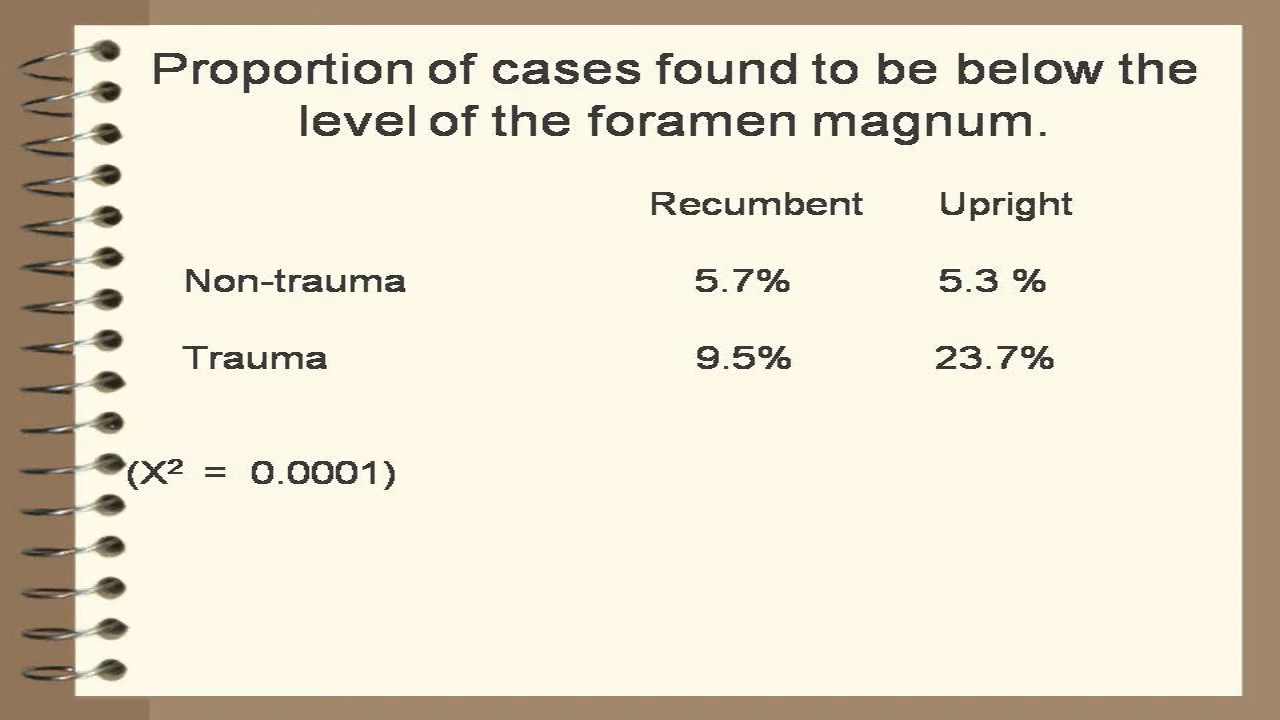 Proportion of cases found to be below the
level of the foramen magnum.
Recumbent Upright
Non-trauma 5.7% 5.3 %
Trauma 9.5% 23.7%
(X² = 0.0001)